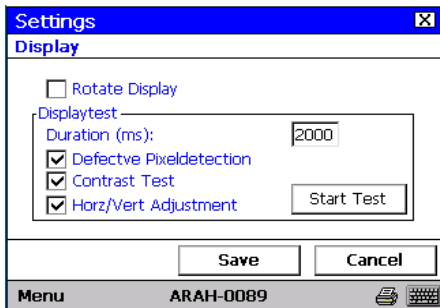 Settings
Display
Rotate Display
Displaytest
Duration (ms): 2000
Defectve Pixeldetection
Contrast Test
Horz/Vert Adjustment
Start Test
Save Cancel
Menu ARAH-0089